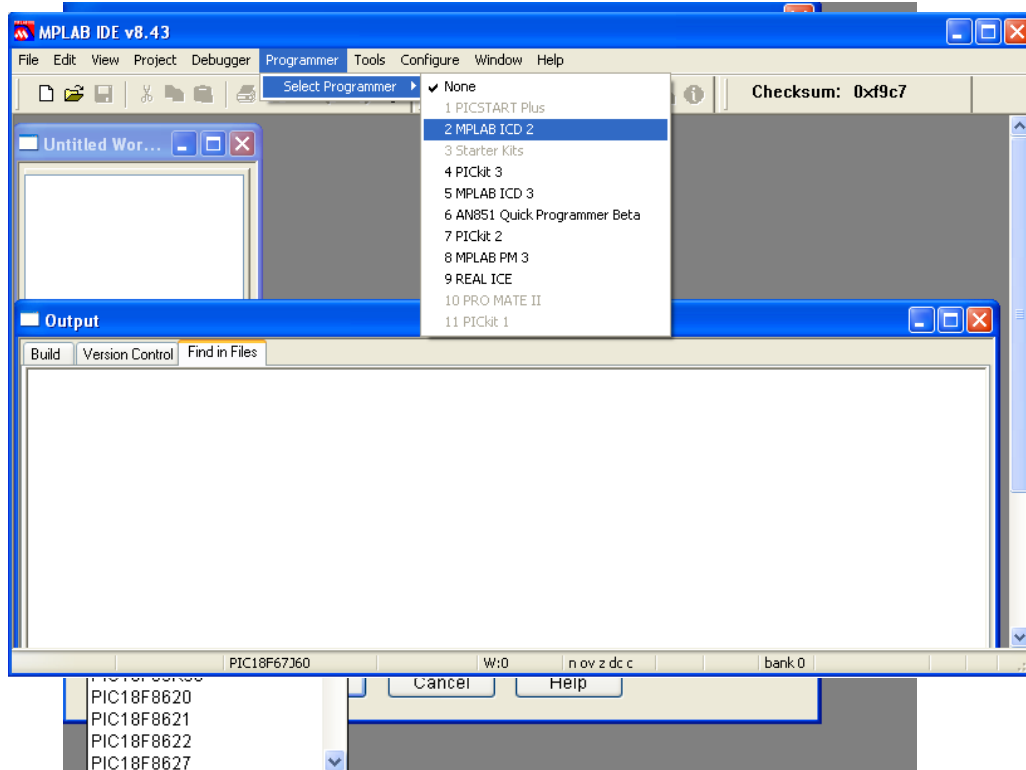 MPLAB IDE v8.43
File Edit View Project Debugger Programmer Tools Configure Window Help
Select Programmer
Checksum: 0xf9c7
None
1 PICSTART Plus
2 MPLAB ICD 2
3 Starter Kits
4 PICkit 3
5 MPLAB ICD 3
6 AN851 Quick Programmer Beta
7 PICkit 2
8 MPLAB PM 3
9 REAL ICE
10 PRO MATE II
11 PICkit 1
Untitled Wor...
Output
Build Version Control Find in Files
PIC18F67J60 W:0 n ov z dc c bank 0
Cancel Help
PIC18F8620
PIC18F8621
PIC18F8622
PIC18F8627